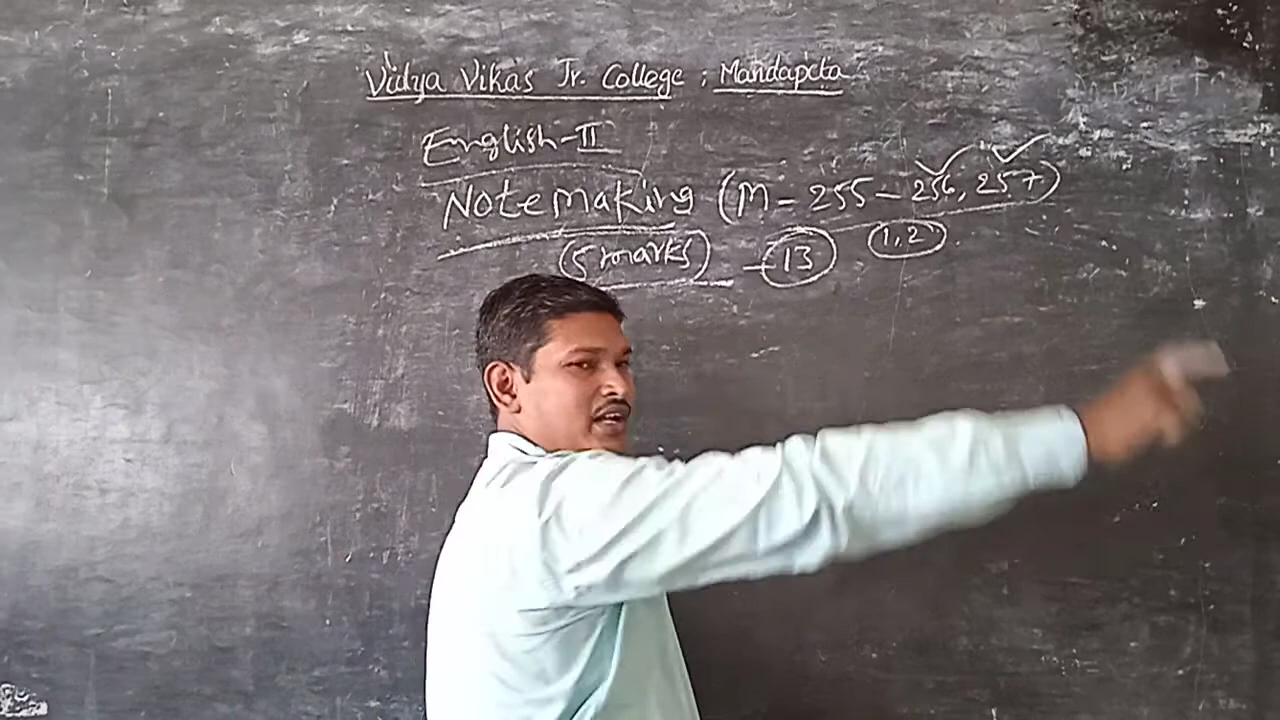 Vidya Vikas Jr. College ; Mandapeta
English-II
Notemaking (M - 255 - 256, 257)
(5 marks) - 13 1, 2